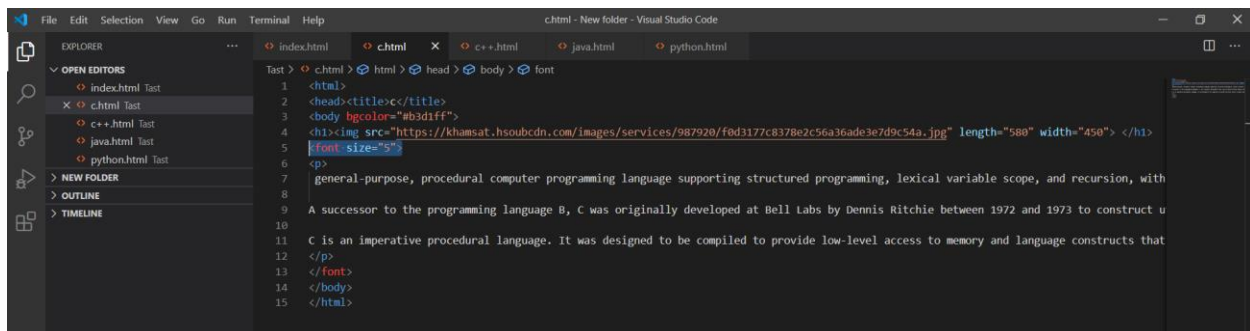 File Edit Selection View Go Run Terminal Help
c.html - New folder - Visual Studio Code
EXPLORER
index.html
c.html
c++.html
java.html
python.html
OPEN EDITORS
index.html Tast
c.html Tast
c++.html Tast
java.html Tast
python.html Tast
NEW FOLDER
OUTLINE
TIMELINE
Tast > c.html > html > head > body > font
1 <html>
2 <head><title>c</title>
3 <body bgcolor="#b3d1ff">
4 <h1><img src="https://khamsat.hsoubcdn.com/images/services/987920/f0d3177c8378e2c56a36ade3e7d9c54a.jpg" length="580" width="450"> </h1>
5 <font size="5">
6 <p>
7 general-purpose, procedural computer programming language supporting structured programming, lexical variable scope, and recursion, with
8
9 A successor to the programming language B, C was originally developed at Bell Labs by Dennis Ritchie between 1972 and 1973 to construct u
10
11 C is an imperative procedural language. It was designed to be compiled to provide low-level access to memory and language constructs that
12 </p>
13 </font>
14 </body>
15 </html>